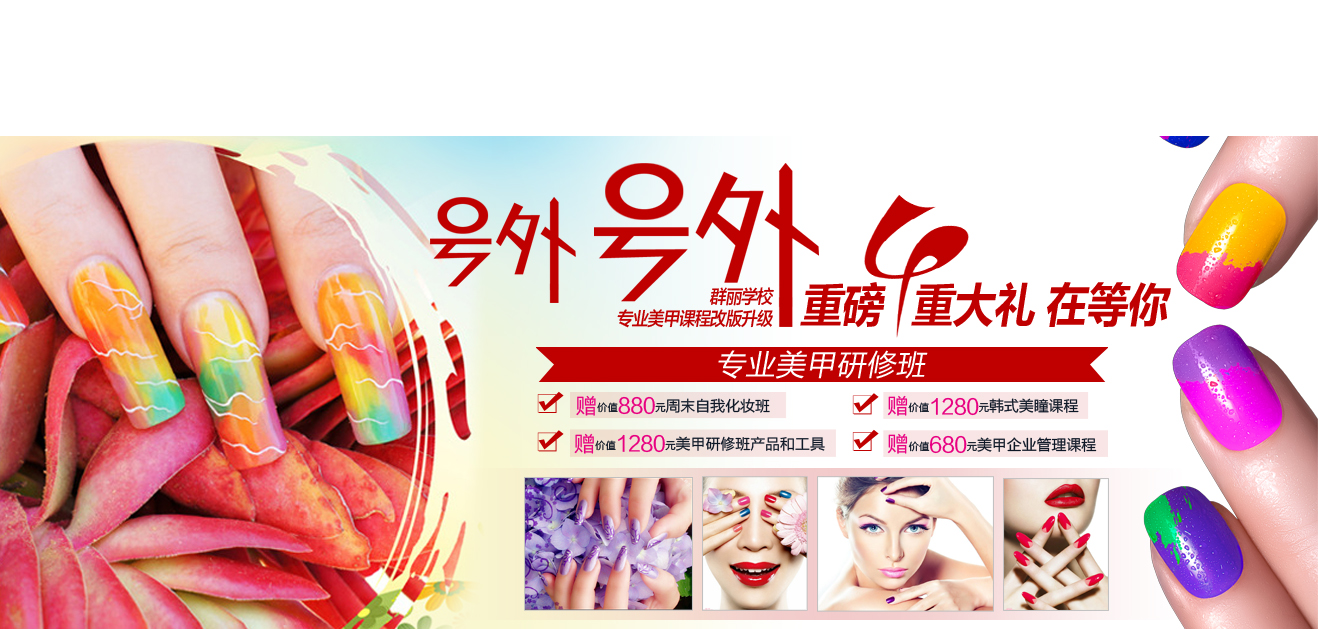 号外 号外
群丽学校
专业美甲课程改版升级
重磅 重大礼 在等你
专业美甲研修班
赠价值880元周末自我化妆班
赠价值1280元韩式美瞳课程
赠价值1280元美甲研修班产品和工具
赠价值680元美甲企业管理课程